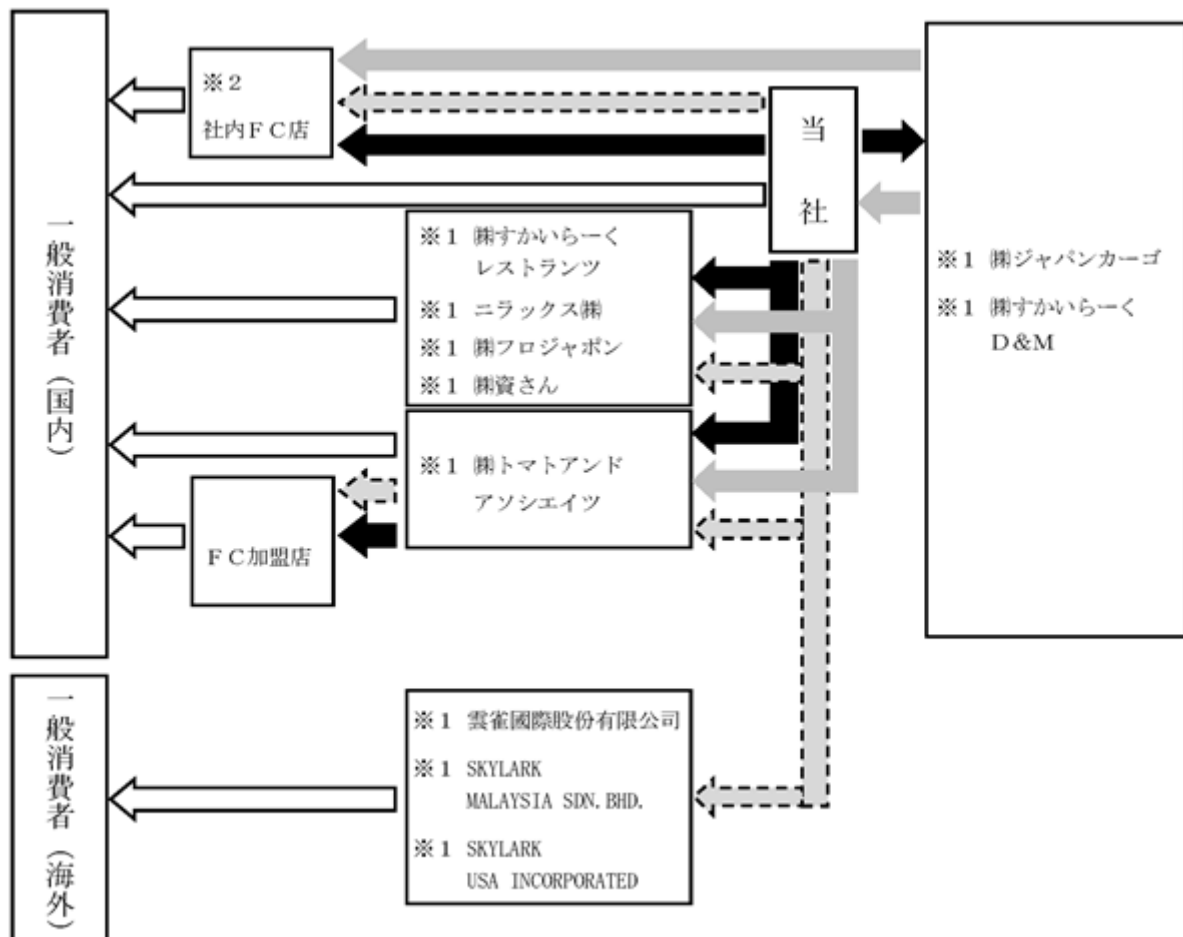 一般消費者(国内)
※2
社内FC店
当社
※1 ㈱すかいらーく
レストランツ
※1 ニラックス㈱
※1 ㈱フロジャポン
※1 ㈱資さん
※1 ㈱トマトアンド
アソシエイツ
FC加盟店
※1 ㈱ジャパンカーゴ
※1 ㈱すかいらーく
D&M
一般消費者(海外)
※1 雲雀國際股份有限公司
※1 SKYLARK
MALAYSIA SDN.BHD.
※1 SKYLARK
USA INCORPORATED